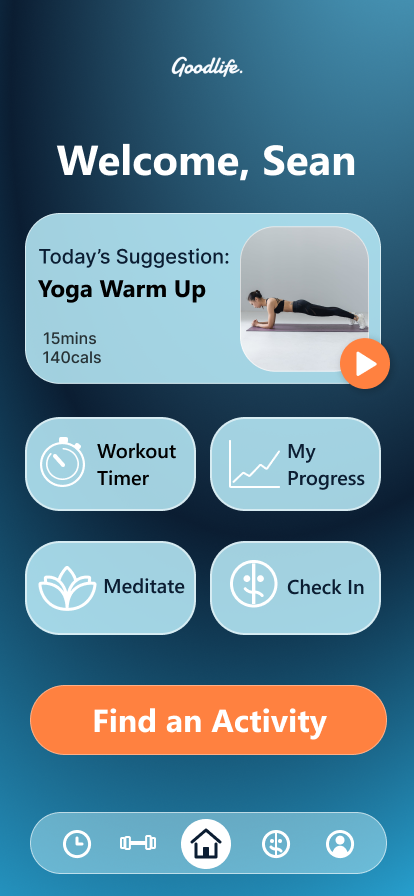 Goodlife.
Welcome, Sean
Today's Suggestion:
Yoga Warm Up
15mins
140cals
Workout
Timer
My
Progress
Meditate
Check In
Find an Activity